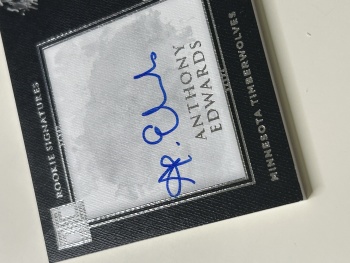 ROOKIE SIGNATURES
ANTHONY
EDWARDS
MINNESOTA TIMBERWOLVES